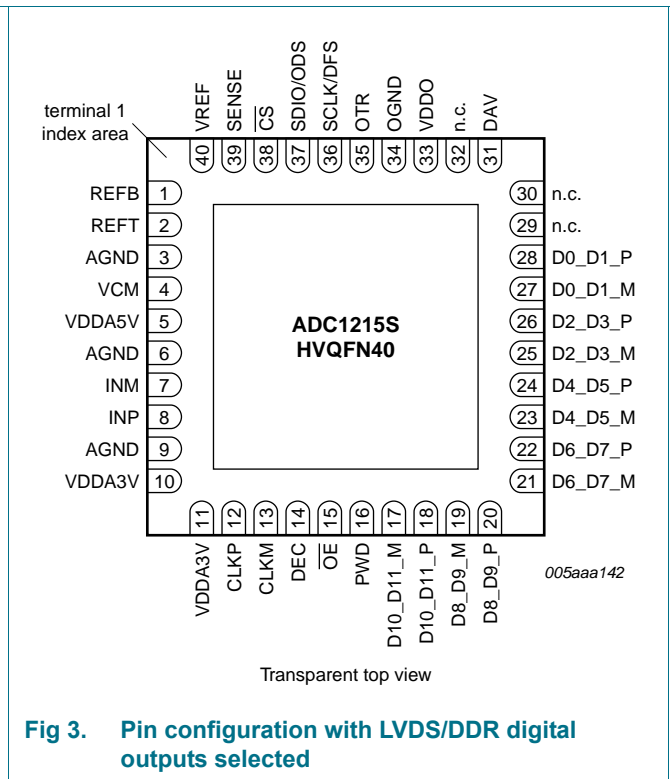 terminal 1
index area
40 VREF
39 SENSE
38 C̅S̅
37 SDIO/ODS
36 SCLK/DFS
35 OTR
34 OGND
33 VDDO
32 n.c.
31 DAV
REFB 1
REFT 2
AGND 3
VCM 4
VDDA5V 5
AGND 6
INM 7
INP 8
AGND 9
VDDA3V 10
ADC1215S
HVQFN40
30 n.c.
29 n.c.
28 D0_D1_P
27 D0_D1_M
26 D2_D3_P
25 D2_D3_M
24 D4_D5_P
23 D4_D5_M
22 D6_D7_P
21 D6_D7_M
VDDA3V 11
CLKP 12
CLKM 13
DEC 14
O̅E̅ 15
PWD 16
D10_D11_M 17
D10_D11_P 18
D8_D9_M 19
D8_D9_P 20
005aaa142
Transparent top view
Fig 3. Pin configuration with LVDS/DDR digital
outputs selected